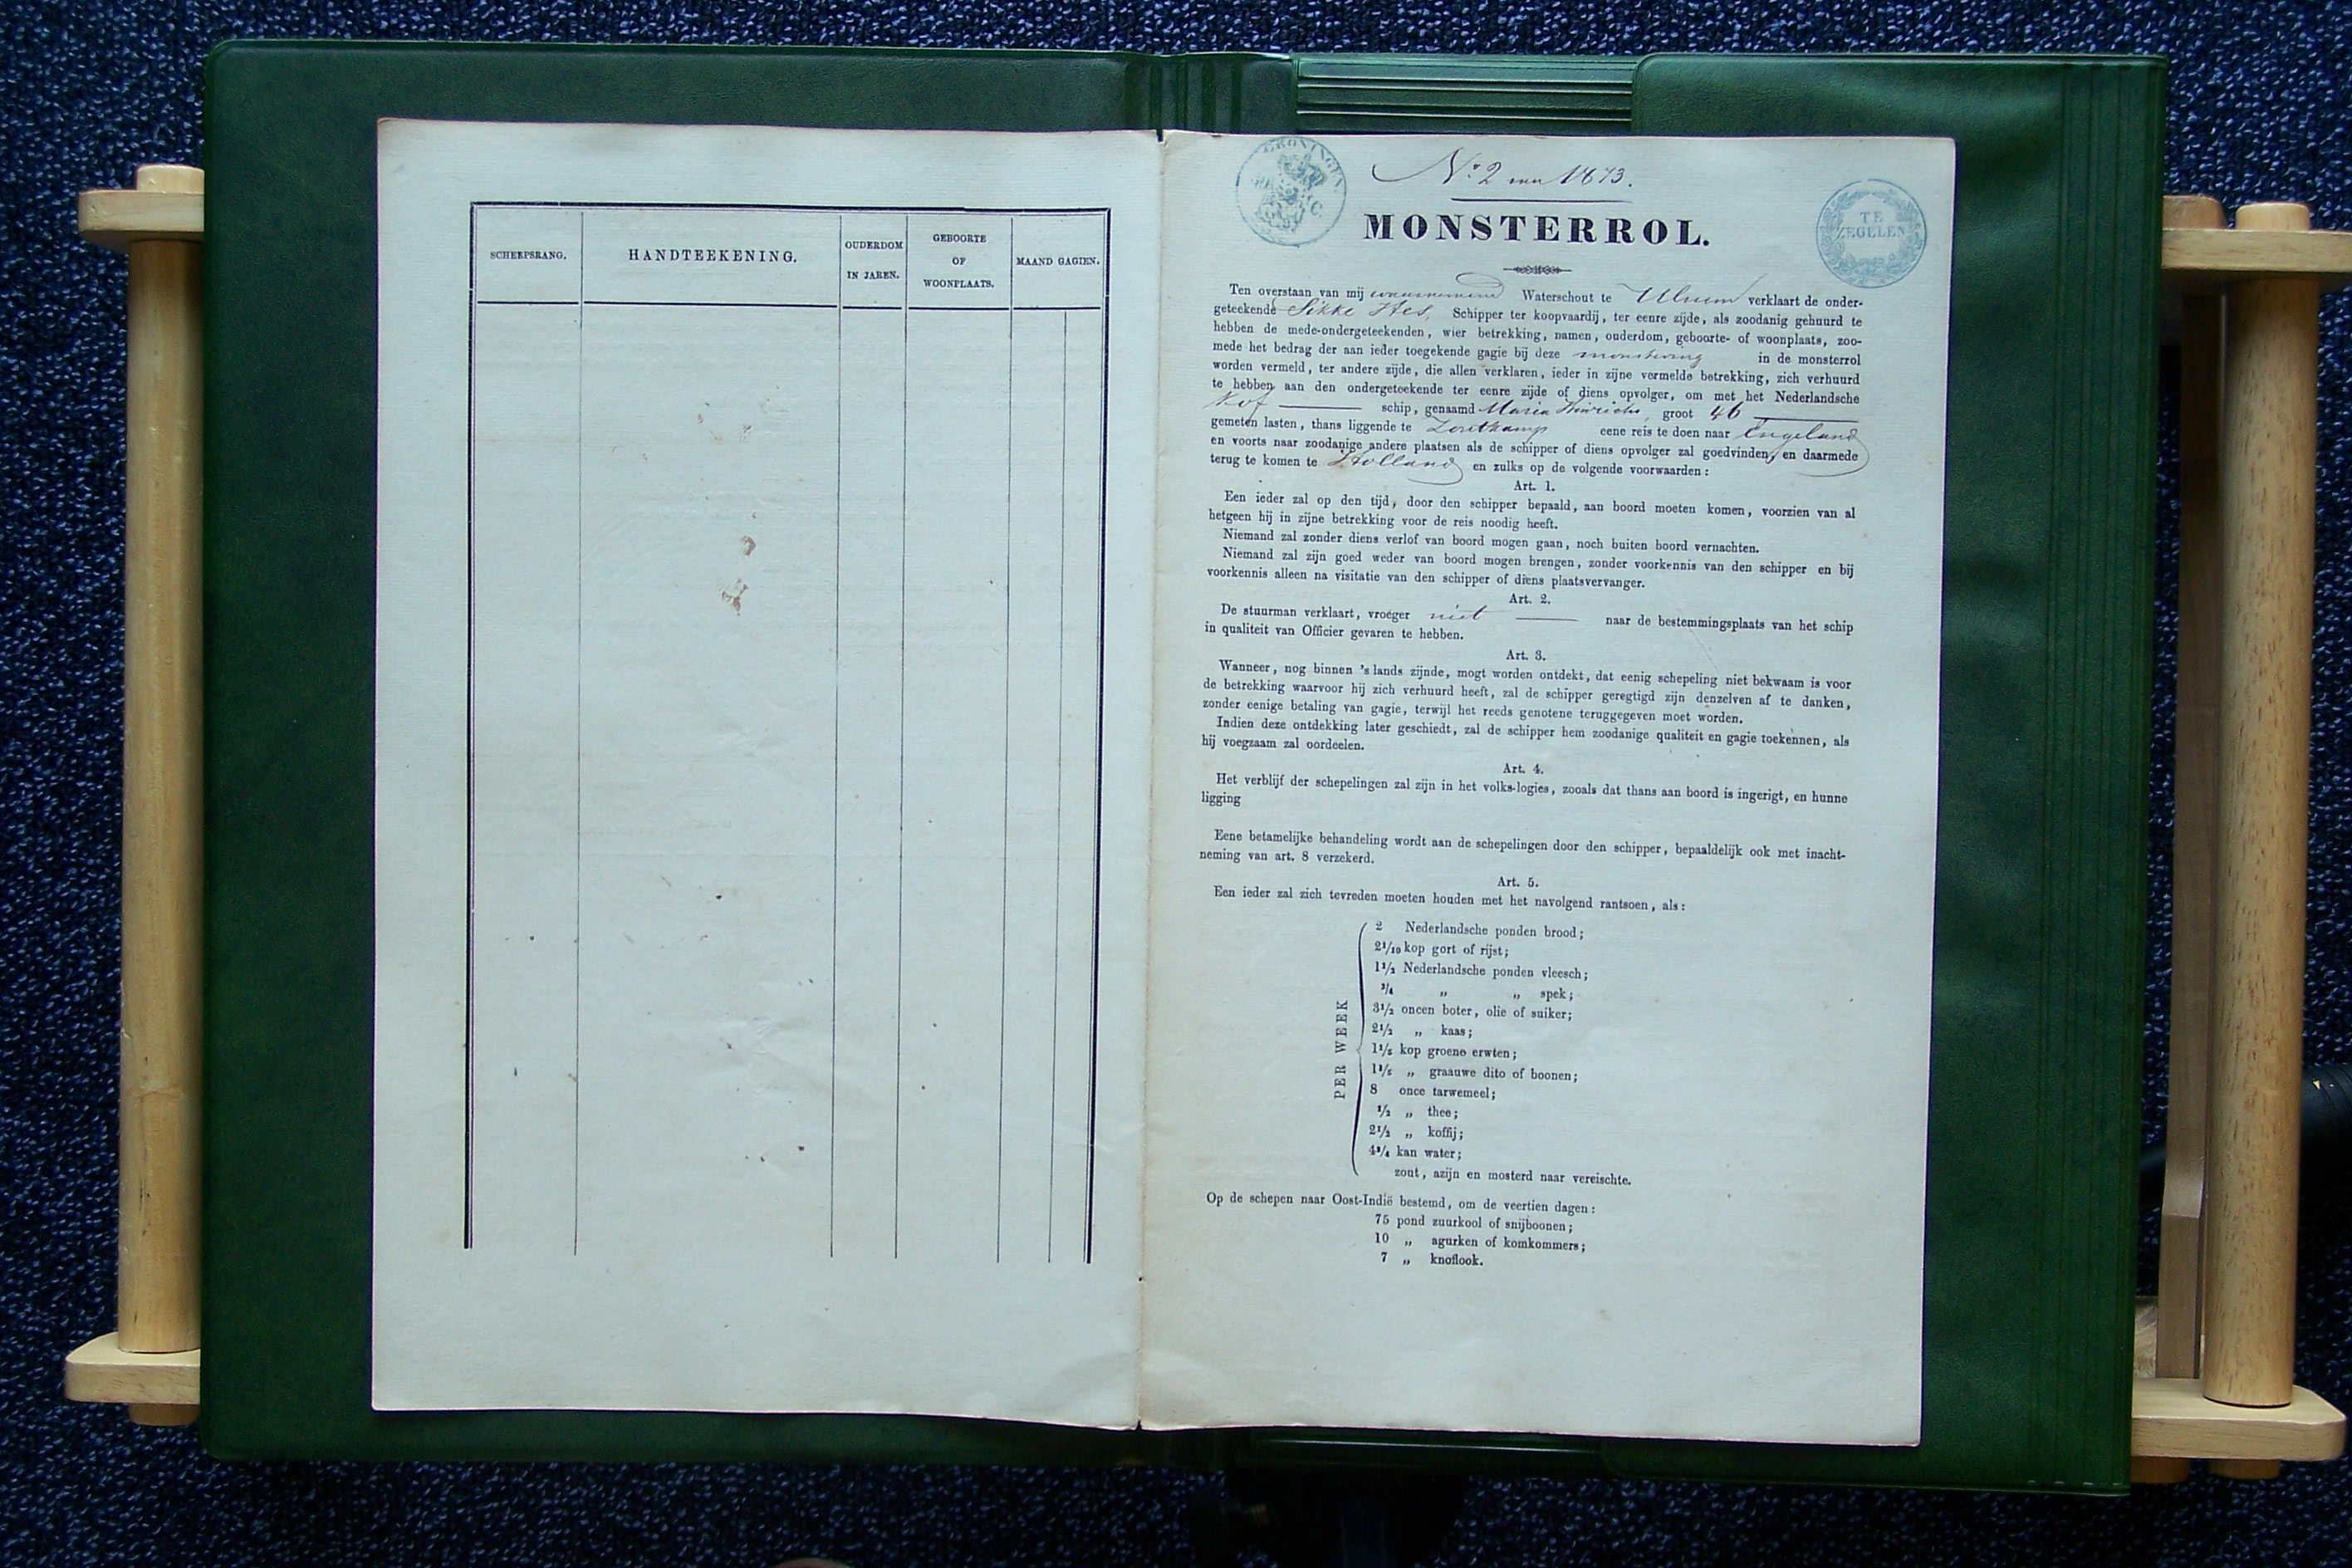 SCHEEPSRANG.
HANDTEEKENING.
OUDERDOM
IN JAREN.
GEBOORTE
OF
WOONPLAATS.
MAAND GAGIEN.
GRONINGEN.
No. 2 van 1873.
MONSTERROL.
TE
ZEGELEN
Ten overstaan van mij waarnemend Waterschout te Ulrum verklaart de onder-
geteekende Sikke Hes, Schipper ter koopvaardij, ter eenre zijde, als zoodanig gehuurd te
hebben de mede-ondergeteekenden, wier betrekking, namen, ouderdom, geboorte- of woonplaats, zoo-
mede het bedrag der aan ieder toegekende gagie bij deze monstering in de monsterrol
worden vermeld, ter andere zijde, die allen verklaren, ieder in zijne vermelde betrekking, zich verhuurd
te hebben aan den ondergeteekende ter eenre zijde of diens opvolger, om met het Nederlandsche
Kof schip, genaamd Maria Hinrichs, groot 46
gemeten lasten, thans liggende te Zoutkamp eene reis te doen naar Engeland
en voorts naar zoodanige andere plaatsen als de schipper of diens opvolger zal goedvinden, en daarmede
terug te komen te Holland en zulks op de volgende voorwaarden:
Art. 1.
Een ieder zal op den tijd, door den schipper bepaald, aan boord moeten komen, voorzien van al
hetgeen hij in zijne betrekking voor de reis noodig heeft.
Niemand zal zonder diens verlof van boord mogen gaan, noch buiten boord vernachten.
Niemand zal zijn goed weder van boord mogen brengen, zonder voorkennis van den schipper en bij
voorkennis alleen na visitatie van den schipper of diens plaatsvervanger.
Art. 2.
De stuurman verklaart, vroeger niet naar de bestemmingsplaats van het schip
in qualiteit van Officier gevaren te hebben.
Art. 3.
Wanneer, nog binnen 's lands zijnde, mogt worden ontdekt, dat eenig schepeling niet bekwaam is voor
de betrekking waarvoor hij zich verhuurd heeft, zal de schipper geregtigd zijn denzelven af te danken,
zonder eenige betaling van gagie, terwijl het reeds genotene teruggegeven moet worden.
Indien deze ontdekking later geschiedt, zal de schipper hem zoodanige qualiteit en gagie toekennen, als
hij voegzaam zal oordeelen.
Art. 4.
Het verblijf der schepelingen zal zijn in het volks-logies, zooals dat thans aan boord is ingerigt, en hunne
ligging
Eene betamelijke behandeling wordt aan de schepelingen door den schipper, bepaaldelijk ook met inacht-
neming van art. 8 verzekerd.
Art. 5.
Een ieder zal zich tevreden moeten houden met het navolgend rantsoen, als:
PER WEEK
2 Nederlandsche ponden brood;
2 1/10 kop gort of rijst;
1 1/2 Nederlandsche ponden vleesch;
3/4 „ „ spek;
3 1/2 oncen boter, olie of suiker;
2 1/2 „ kaas;
1 1/5 kop groene erwten;
1 1/5 „ graauwe dito of boonen;
8 once tarwemeel;
1/2 „ thee;
2 1/2 „ koffij;
4 3/4 kan water;
zout, azijn en mosterd naar vereischte.
Op de schepen naar Oost-Indië bestemd, om de veertien dagen:
75 pond zuurkool of snijboonen;
10 „ agurken of komkommers;
7 „ knoflook.